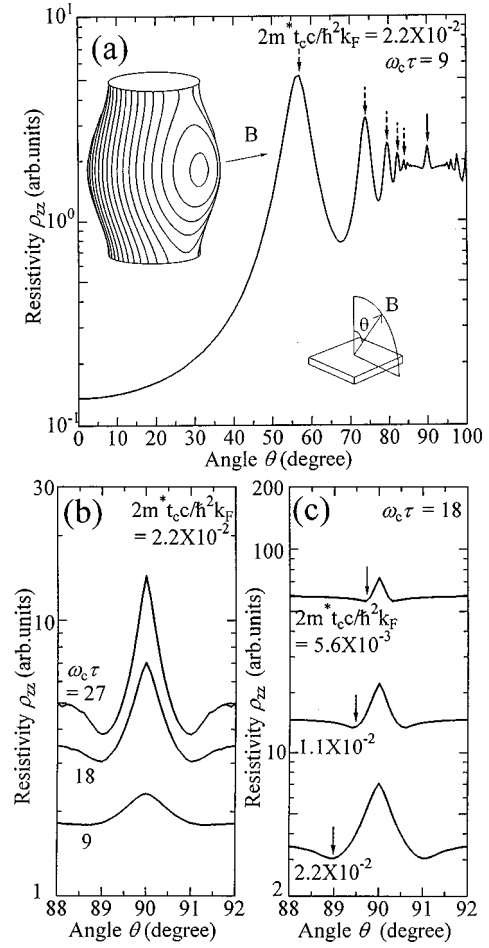 (a)
2m*t_c c/ħ²k_F = 2.2X10⁻²
ω_cτ = 9
B
θ
B
Resistivity ρ_zz (arb.units)
10¹
10⁰
10⁻¹
0 10 20 30 40 50 60 70 80 90 100
Angle θ (degree)
(b)
2m*t_c c/ħ²k_F
= 2.2X10⁻²
ω_cτ
= 27
18
9
Resistivity ρ_zz (arb.units)
30
10
1
88 89 90 91 92
Angle θ (degree)
(c)
ω_cτ = 18
2m*t_c c/ħ²k_F
= 5.6X10⁻³
1.1X10⁻²
2.2X10⁻²
Resistivity ρ_zz (arb.units)
200
100
10
2
88 89 90 91 92
Angle θ (degree)